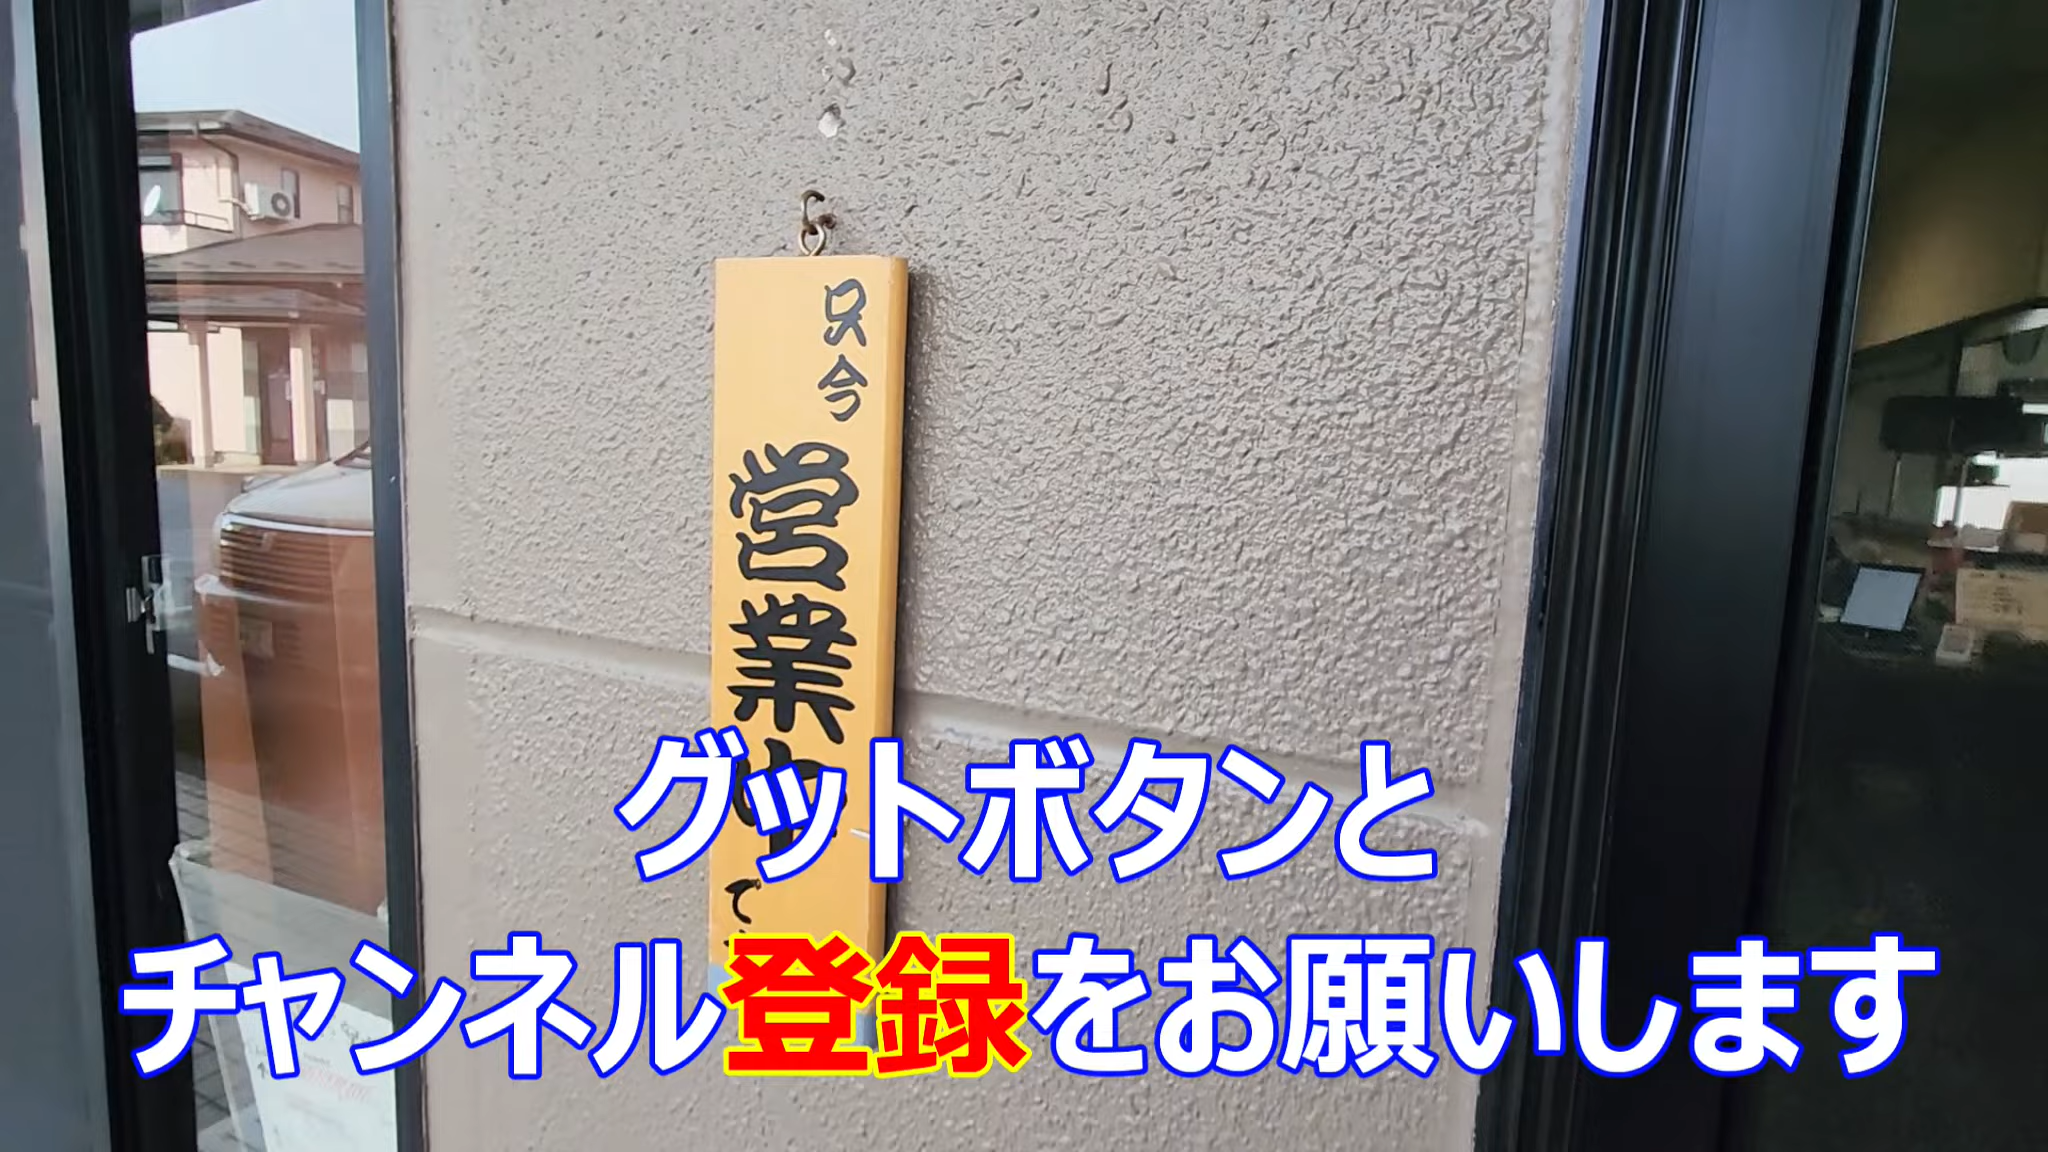 只今
営業中
で
グットボタンと
チャンネル登録をお願いします